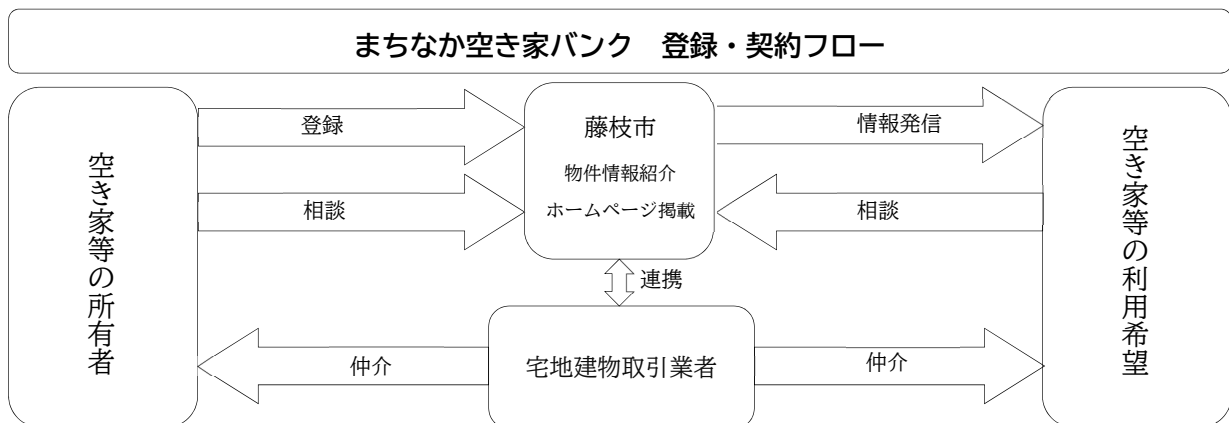 まちなか空き家バンク　登録・契約フロー
空き家等の所有者
登録
相談
藤枝市
物件情報紹介
ホームページ掲載
情報発信
相談
空き家等の利用希望
連携
仲介
宅地建物取引業者
仲介